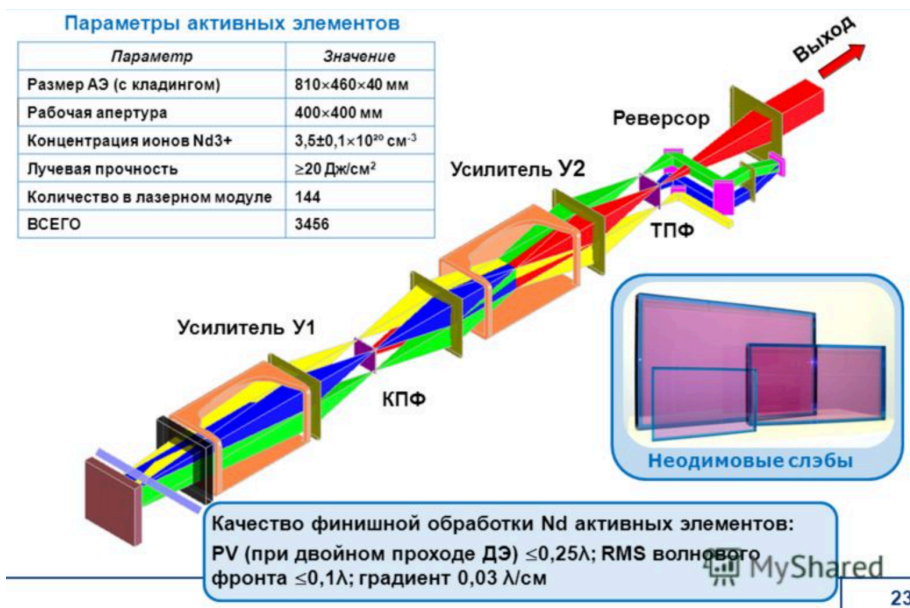 Параметры активных элементов
Параметр Значение
Размер АЭ (с кладингом) 810×460×40 мм
Рабочая апертура 400×400 мм
Концентрация ионов Nd3+ 3,5±0,1×10²⁰ см⁻³
Лучевая прочность ≥20 Дж/см²
Количество в лазерном модуле 144
ВСЕГО 3456
Выход
Реверсор
Усилитель У2
ТПФ
Усилитель У1
КПФ
Неодимовые слэбы
Качество финишной обработки Nd активных элементов:
PV (при двойном проходе ДЭ) ≤0,25λ; RMS волнового
фронта ≤0,1λ; градиент 0,03 λ/см
MyShared
23